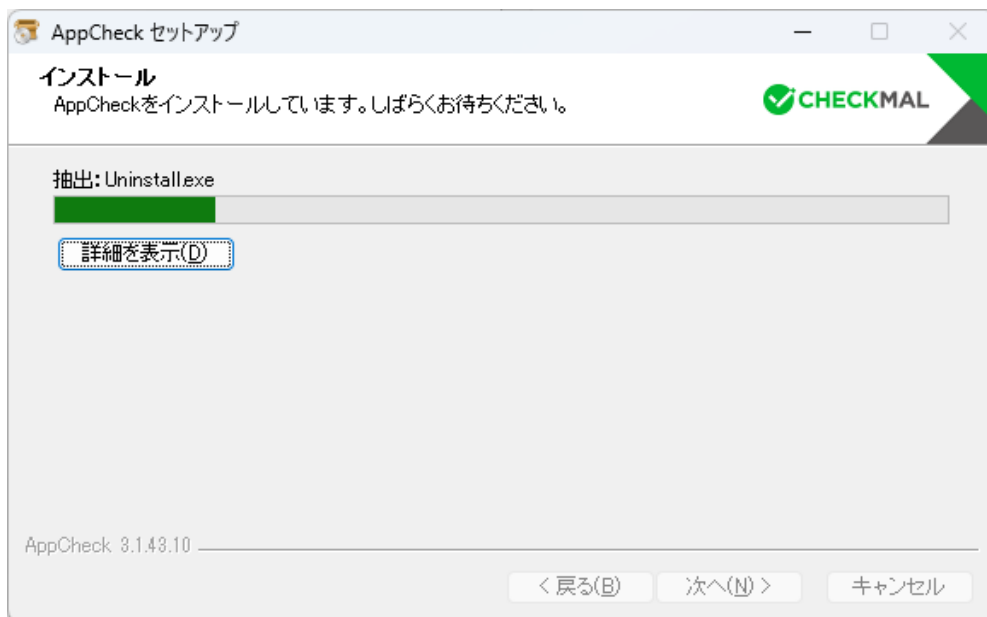 AppCheck セットアップ
インストール
AppCheckをインストールしています。しばらくお待ちください。
CHECKMAL
抽出: Uninstall.exe
詳細を表示(D)
AppCheck 3.1.43.10
< 戻る(B)
次へ(N) >
キャンセル